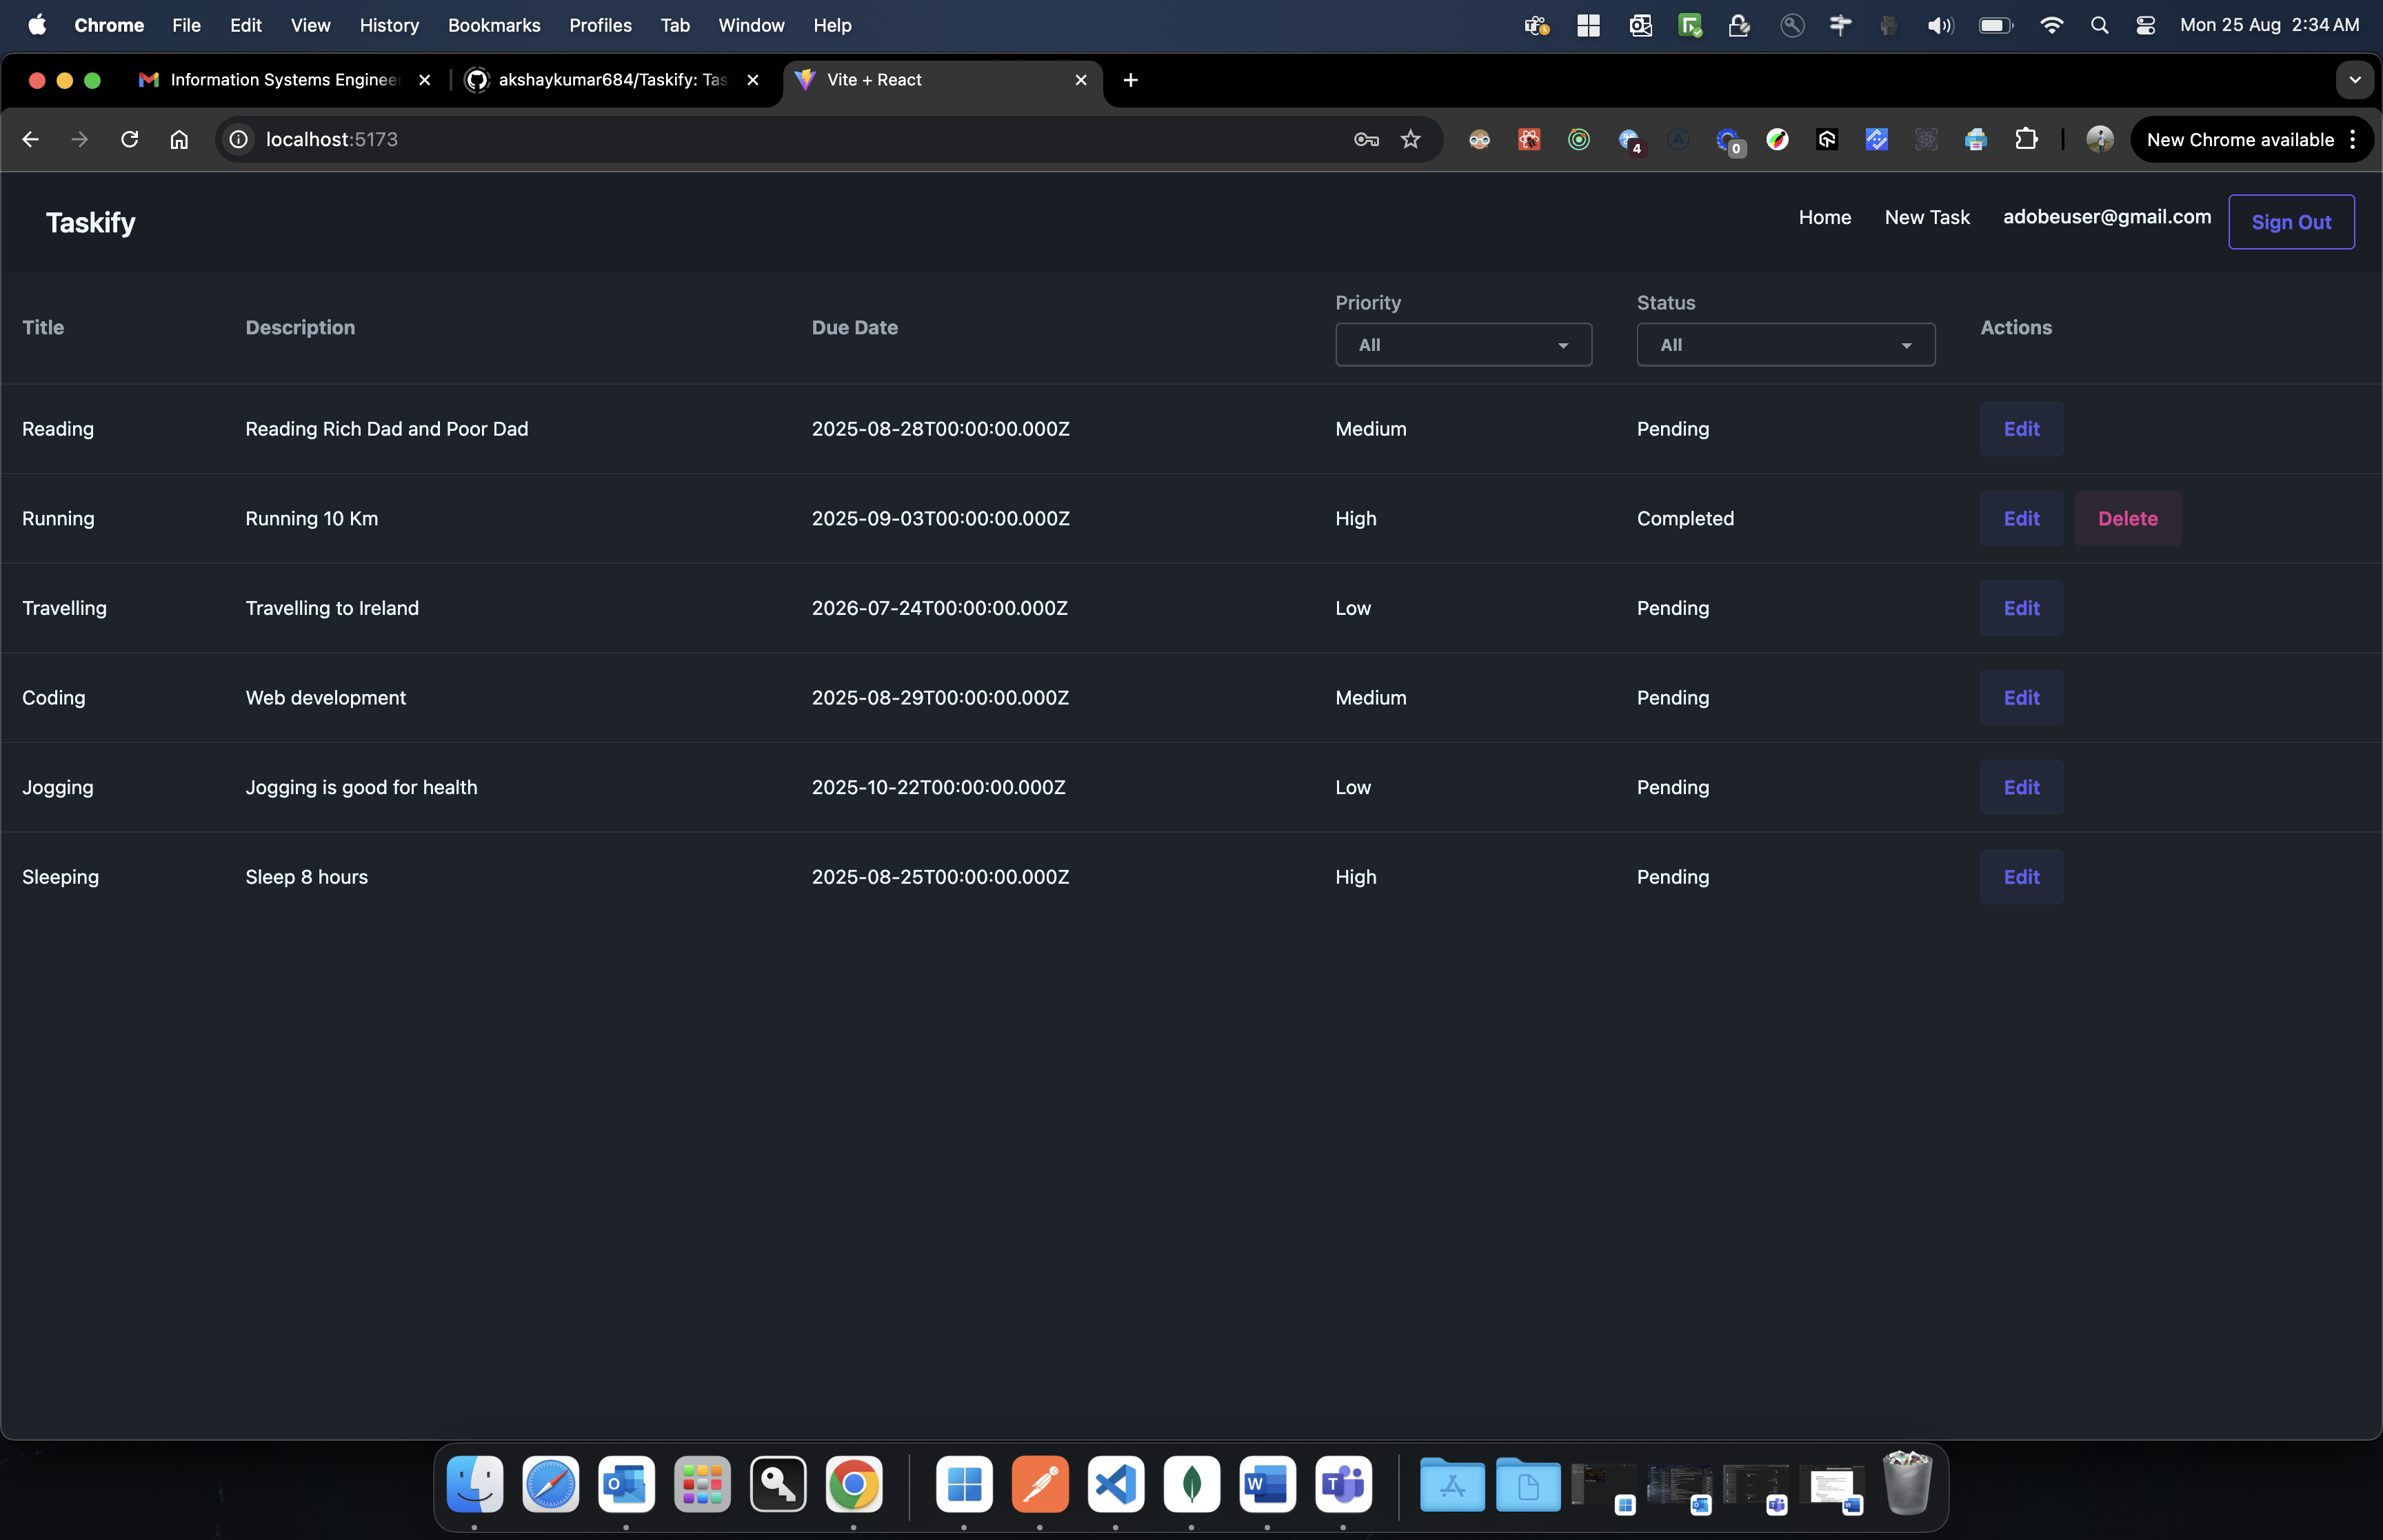 Chrome File Edit View History Bookmarks Profiles Tab Window Help Mon 25 Aug 2:34 AM
Information Systems Engineer akshaykumar684/Taskify: Tas Vite + React
localhost:5173 4 0 New Chrome available
Taskify Home New Task adobeuser@gmail.com Sign Out
Title Description Due Date Priority Status Actions
All All
Reading Reading Rich Dad and Poor Dad 2025-08-28T00:00:00.000Z Medium Pending Edit
Running Running 10 Km 2025-09-03T00:00:00.000Z High Completed Edit Delete
Travelling Travelling to Ireland 2026-07-24T00:00:00.000Z Low Pending Edit
Coding Web development 2025-08-29T00:00:00.000Z Medium Pending Edit
Jogging Jogging is good for health 2025-10-22T00:00:00.000Z Low Pending Edit
Sleeping Sleep 8 hours 2025-08-25T00:00:00.000Z High Pending Edit